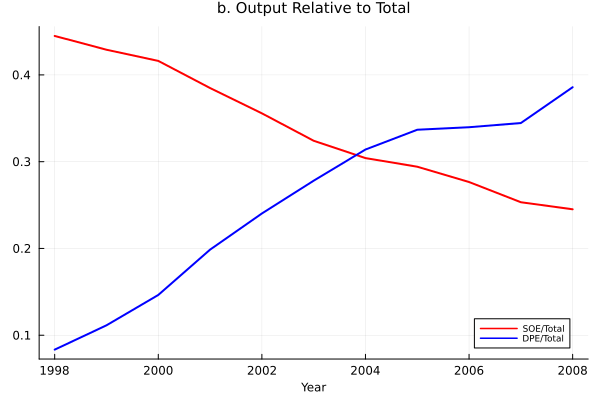 b. Output Relative to Total
0.4
0.3
0.2
0.1
SOE/Total
DPE/Total
1998 2000 2002 2004 2006 2008
Year